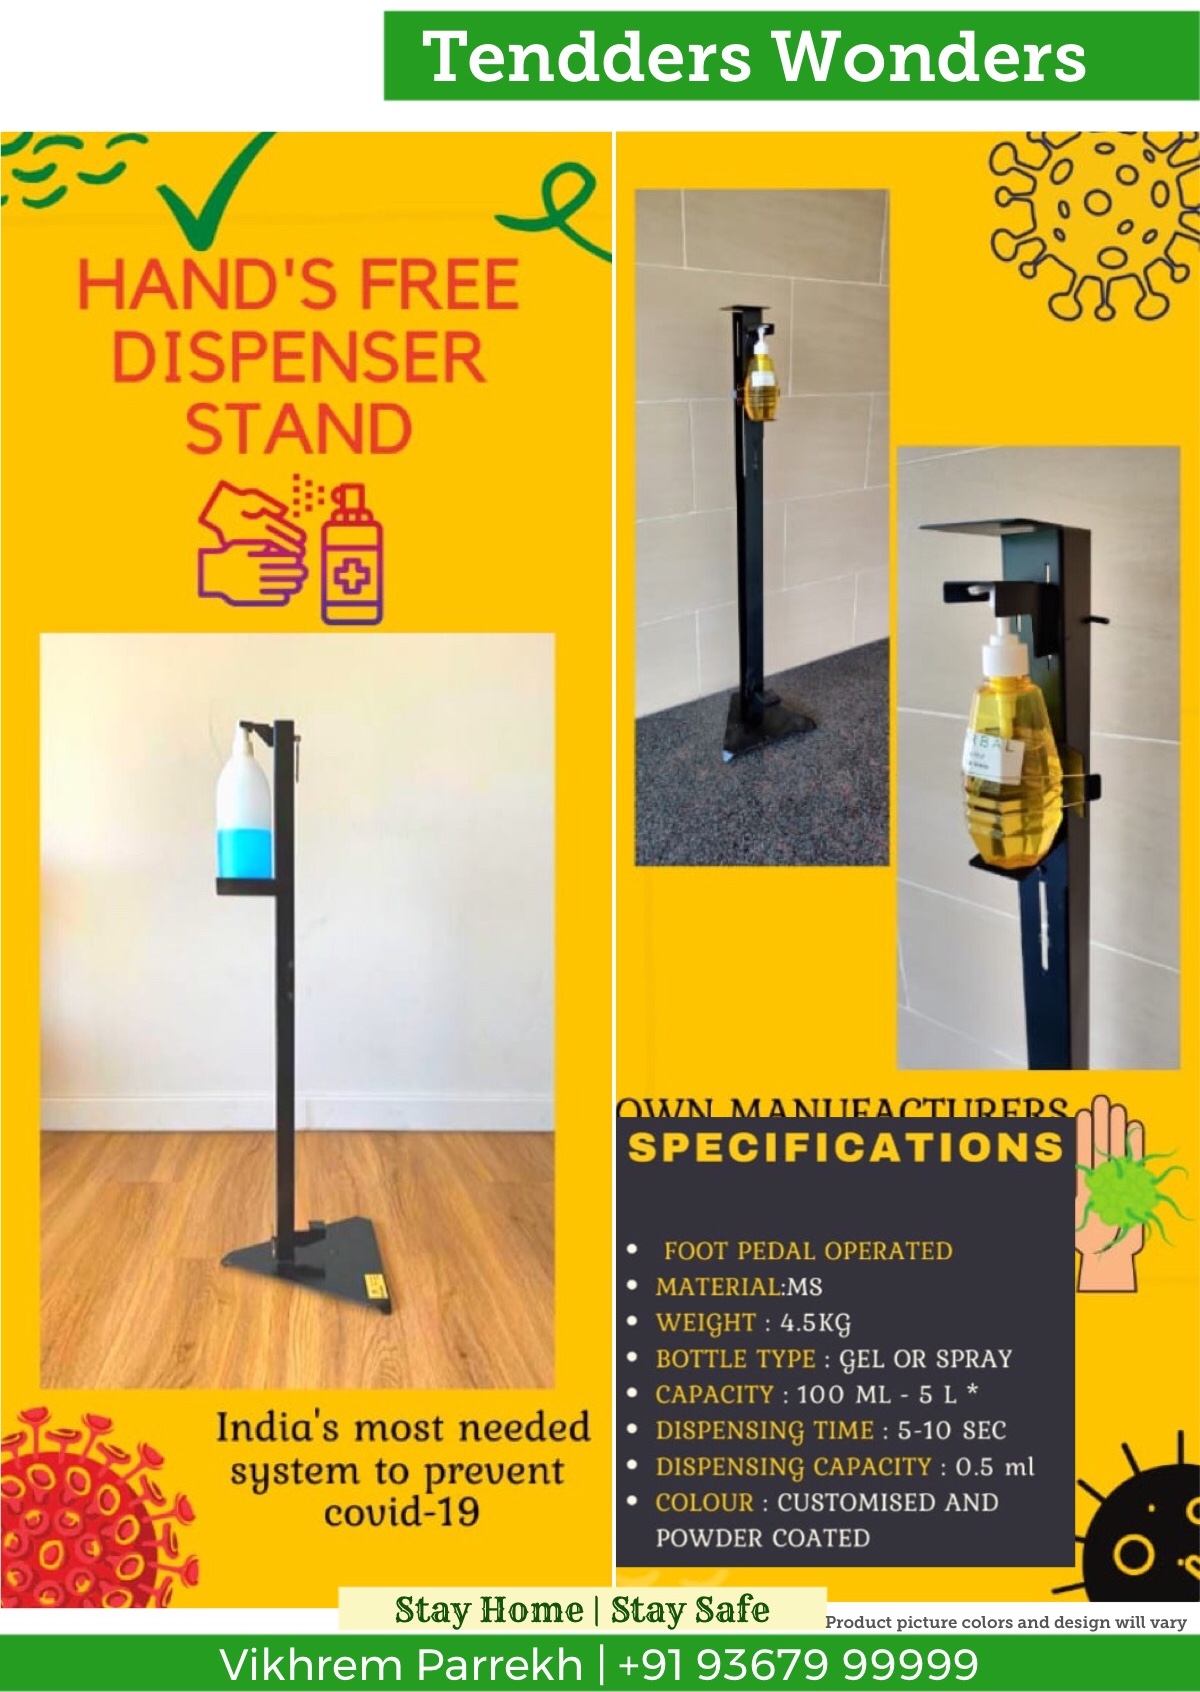 Tendders Wonders
HAND'S FREE
DISPENSER
STAND
India's most needed
system to prevent
covid-19
OWN MANUFACTURERS
SPECIFICATIONS
• FOOT PEDAL OPERATED
• MATERIAL:MS
• WEIGHT : 4.5KG
• BOTTLE TYPE : GEL OR SPRAY
• CAPACITY : 100 ML - 5 L *
• DISPENSING TIME : 5-10 SEC
• DISPENSING CAPACITY : 0.5 ml
• COLOUR : CUSTOMISED AND
POWDER COATED
Stay Home | Stay Safe
Product picture colors and design will vary
Vikhrem Parrekh | +91 93679 99999